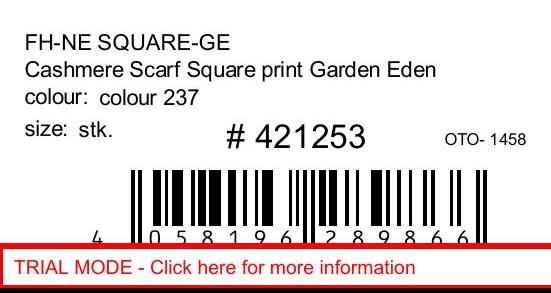 FH-NE SQUARE-GE
Cashmere Scarf Square print Garden Eden
colour: colour 237
size: stk.
# 421253
OTO- 1458
4 058196 289866
TRIAL MODE - Click here for more information